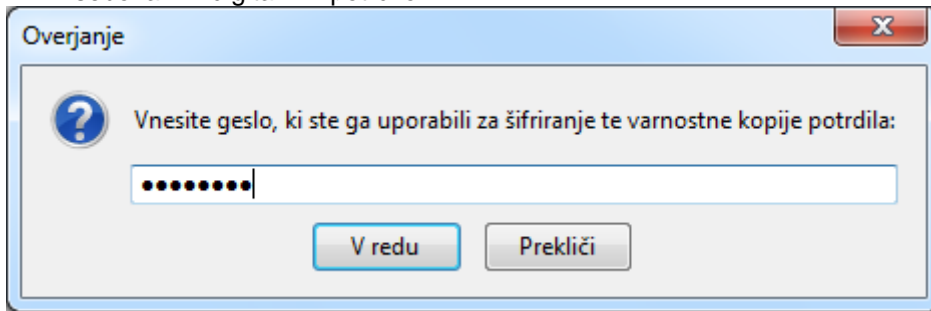 Overjanje
Vnesite geslo, ki ste ga uporabili za šifriranje te varnostne kopije potrdila:
●●●●●●●●
V redu Prekliči